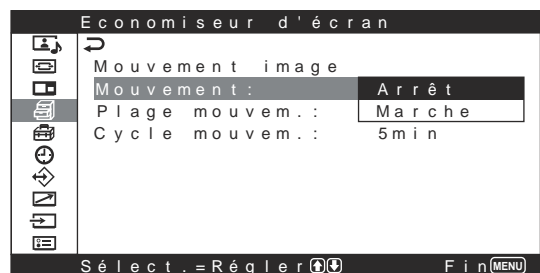 Economiseur d'écran
Mouvement image
Mouvement: Arrêt
Plage mouvem.: Marche
Cycle mouvem.: 5min
Sélect.=Régler Fin MENU